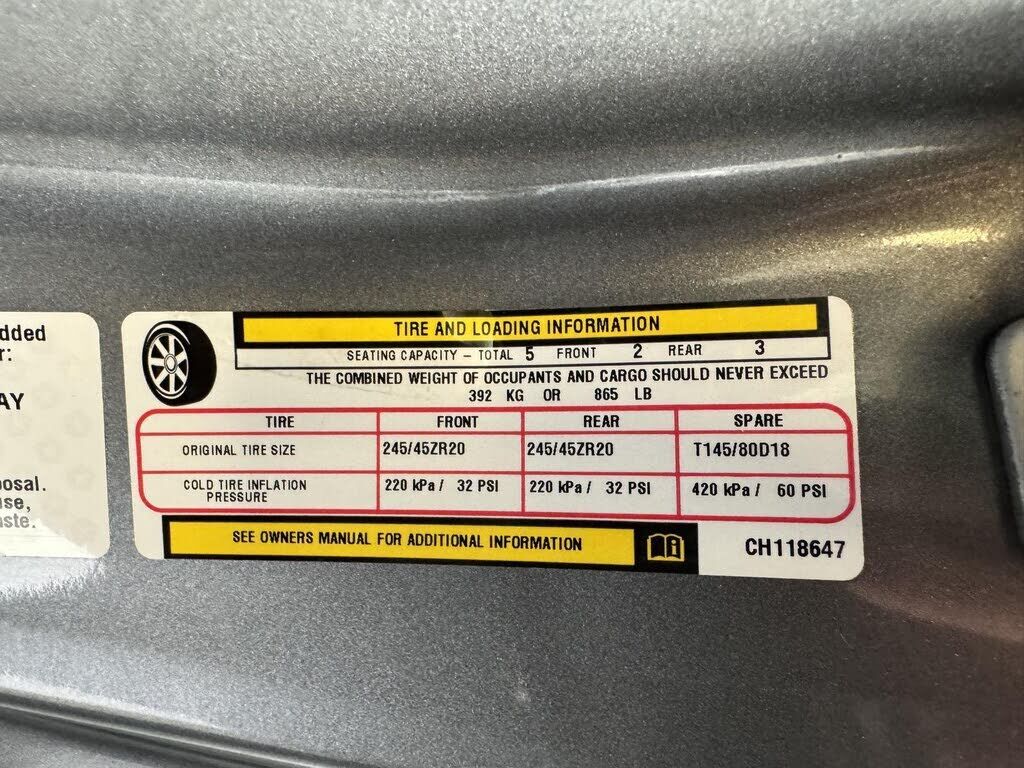 dded
r:
AY
osal.
se,
ste.
TIRE AND LOADING INFORMATION
SEATING CAPACITY – TOTAL 5 FRONT 2 REAR 3
THE COMBINED WEIGHT OF OCCUPANTS AND CARGO SHOULD NEVER EXCEED
392 KG OR 865 LB
TIRE FRONT REAR SPARE
ORIGINAL TIRE SIZE 245/45ZR20 245/45ZR20 T145/80D18
COLD TIRE INFLATION PRESSURE 220 kPa / 32 PSI 220 kPa / 32 PSI 420 kPa / 60 PSI
SEE OWNERS MANUAL FOR ADDITIONAL INFORMATION
CH118647